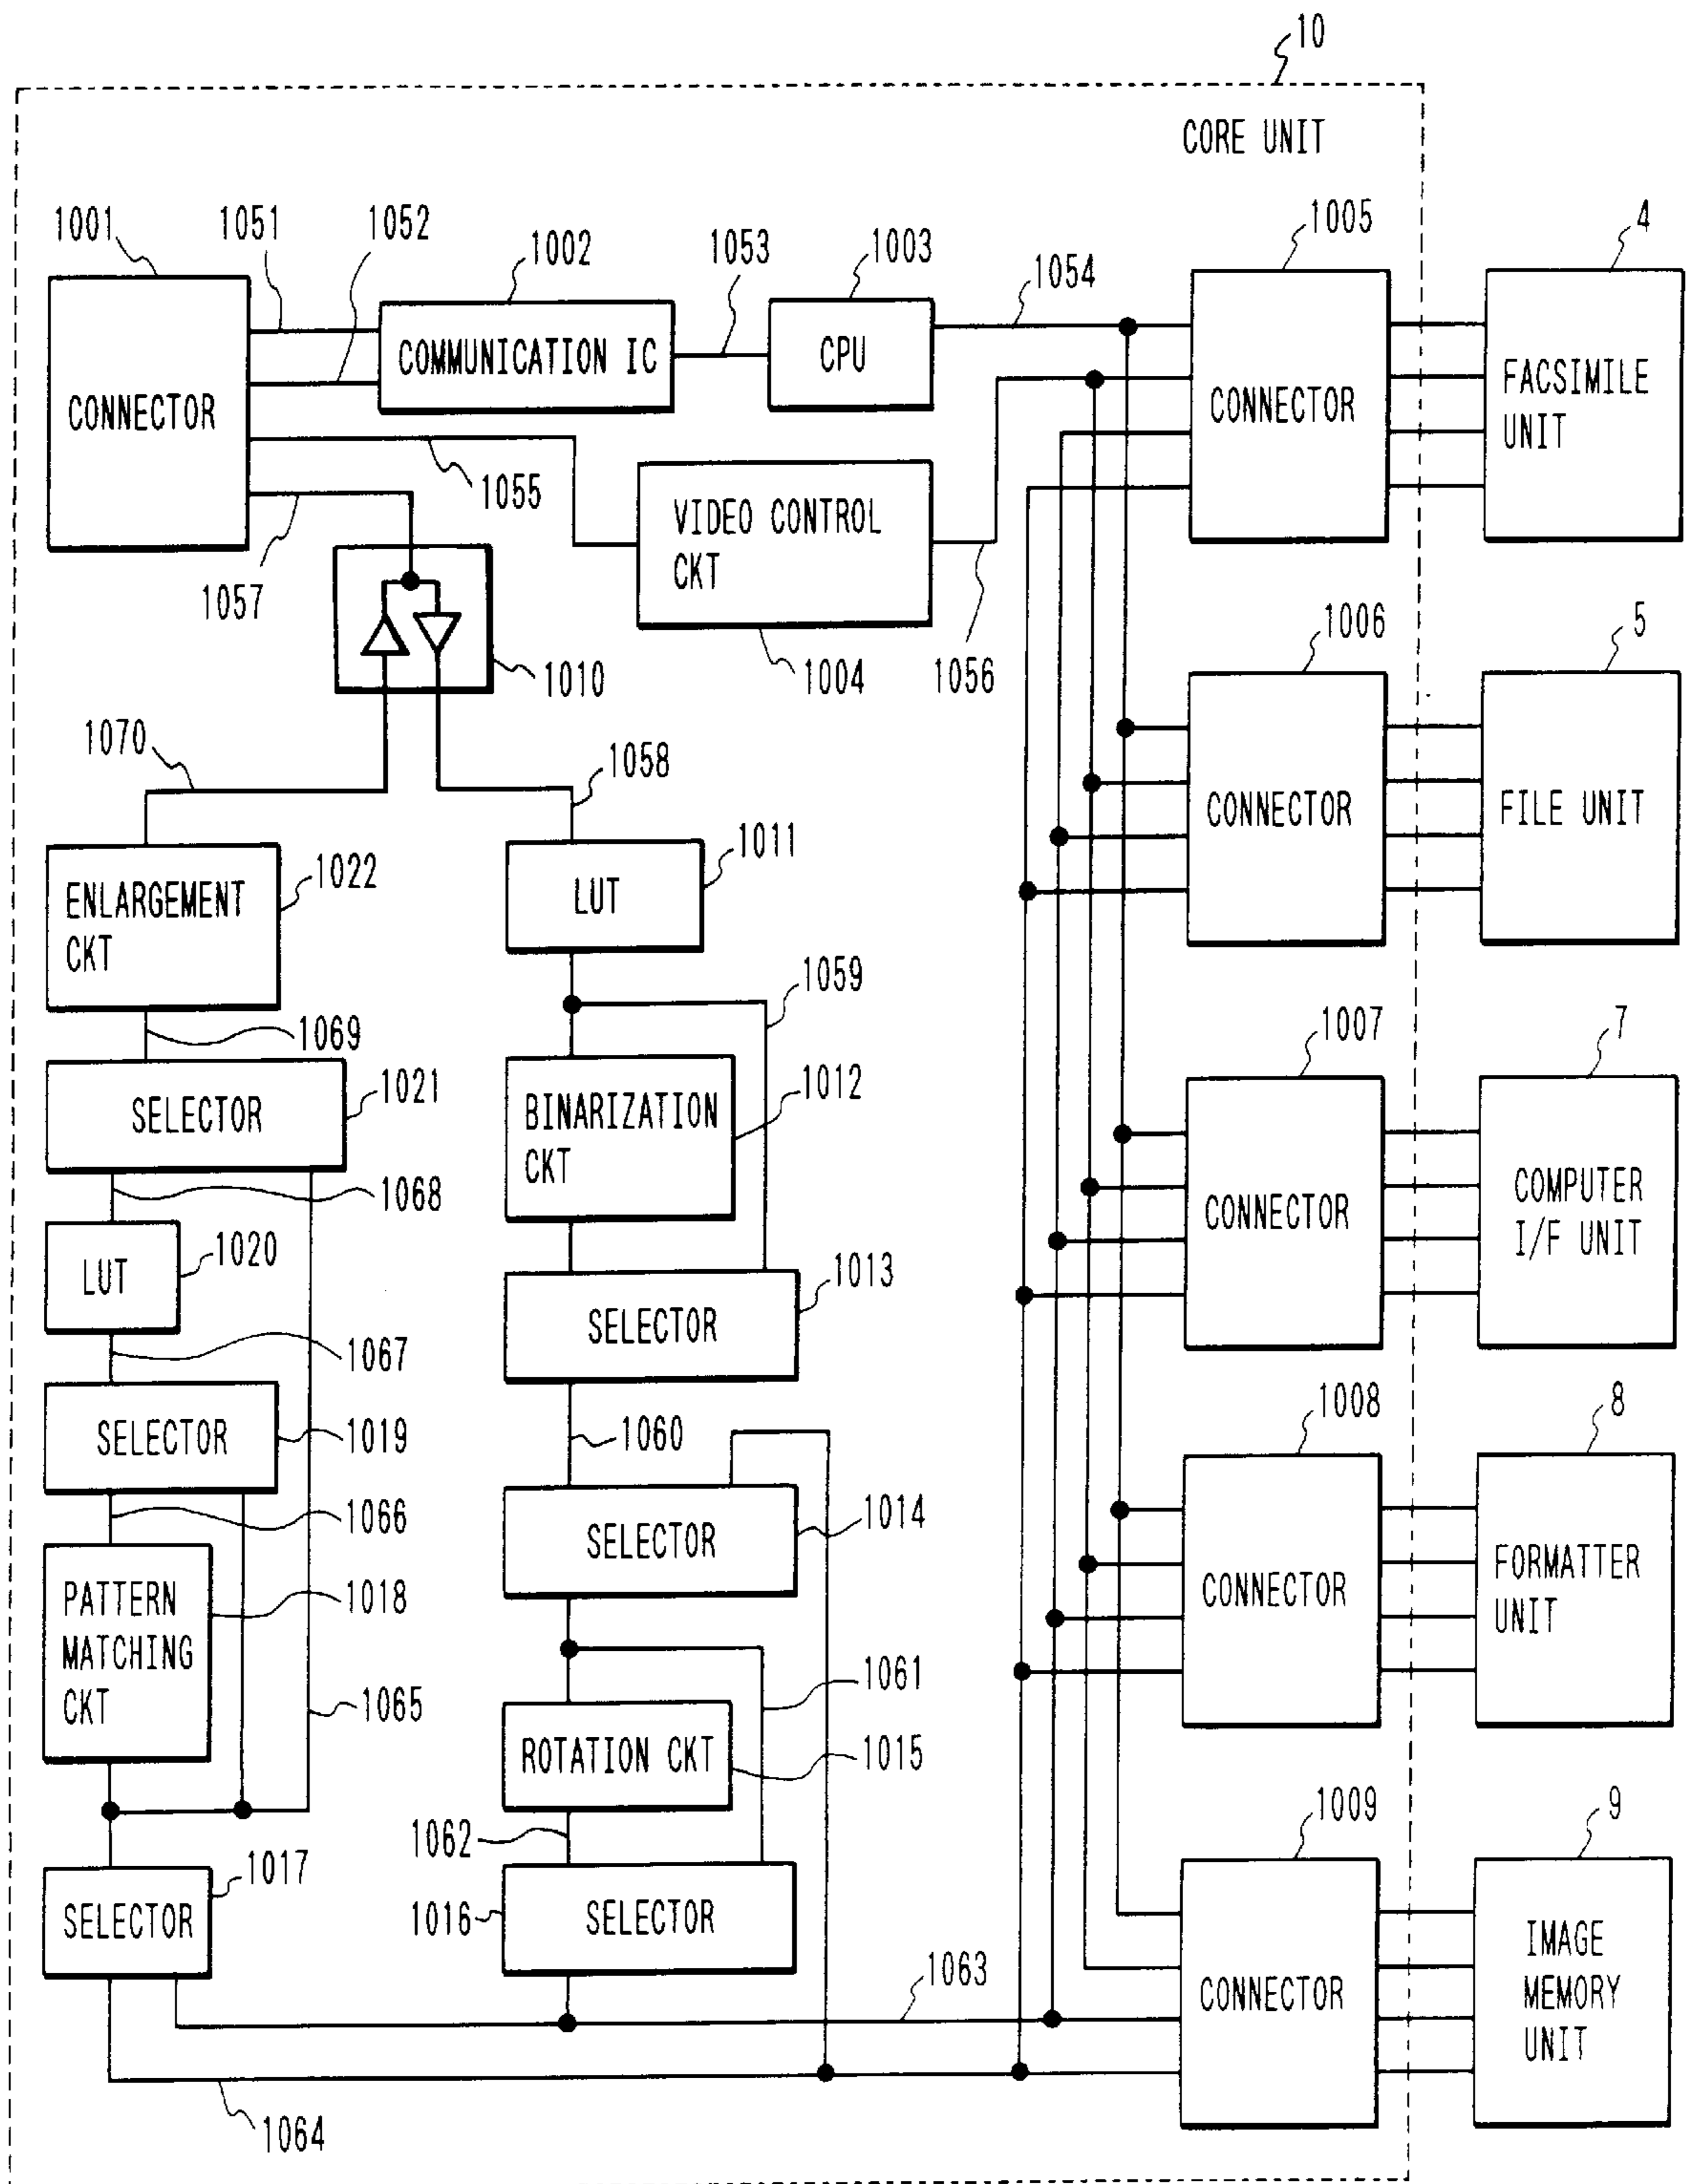 10
CORE UNIT
1001
1051
1052
1002
1053
1003
1054
1005
4
CONNECTOR
COMMUNICATION IC
CPU
CONNECTOR
FACSIMILE
UNIT
1055
VIDEO CONTROL
CKT
1057
1010
1004
1056
1006
5
1070
1058
CONNECTOR
FILE UNIT
ENLARGEMENT
CKT
1022
LUT
1011
1059
1069
1007
7
SELECTOR
1021
BINARIZATION
CKT
1012
1068
CONNECTOR
COMPUTER
I/F UNIT
LUT
1020
1013
SELECTOR
1067
1008
8
SELECTOR
1019
1060
1066
SELECTOR
1014
CONNECTOR
FORMATTER
UNIT
PATTERN
MATCHING
CKT
1018
1065
1061
ROTATION CKT
1015
1009
9
1062
1017
SELECTOR
1016
SELECTOR
1063
CONNECTOR
IMAGE
MEMORY
UNIT
1064